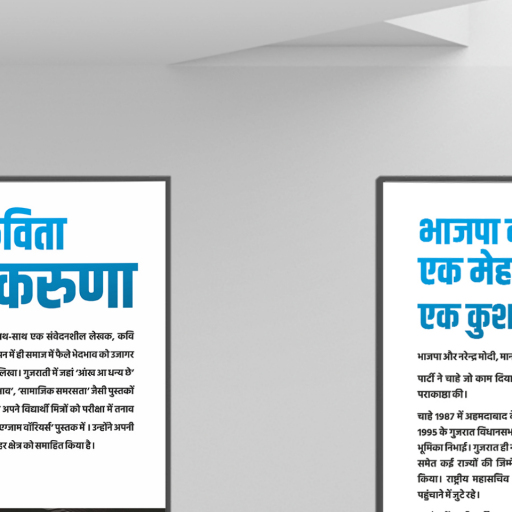 विता
करुणा
थ-साथ एक संवेदनशील लेखक, कवि
न में ही समाज में फैले भेदभाव को उजागर
लिखा। गुजराती में जहां 'आंख आ धन्य छे'
ाव', 'सामाजिक समरसता' जैसी पुस्तकों
अपने विद्यार्थी मित्रों को परीक्षा में तनाव
एग्जाम वॉरियर्स' पुस्तक में। उन्होंने अपनी
हर क्षेत्र को समाहित किया है।
भाजपा
एक मेह
एक कुश
भाजपा और नरेन्द्र मोदी, मान
पार्टी ने चाहे जो काम दिया
पराकाष्ठा की।
चाहे 1987 में अहमदाबाद
1995 के गुजरात विधानसभ
भूमिका निभाई। गुजरात ही
समेत कई राज्यों की जिम्मे
किया। राष्ट्रीय महासचिव
पहुंचाने में जुटे रहे।